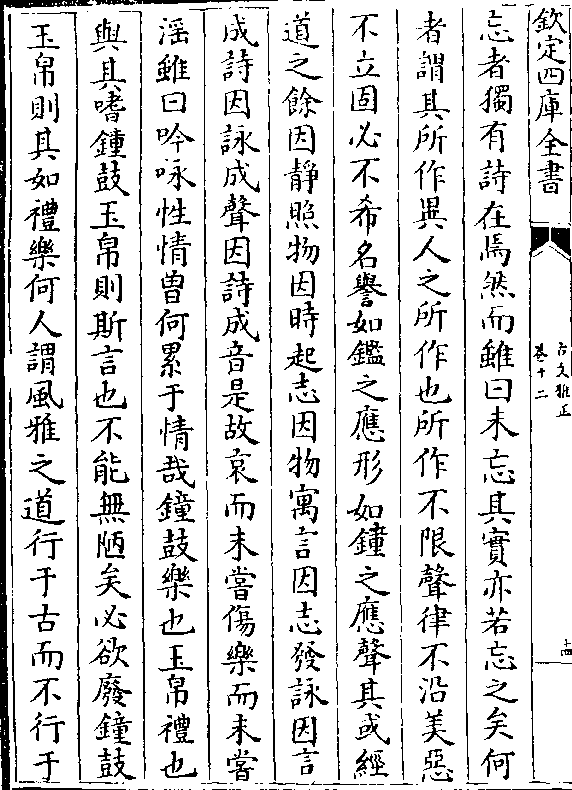 欽定四庫全書
古文雅正
卷十二
十四
忘者獨有詩在焉然而雖曰未忘其實亦若忘之矣何
者謂其所作異人之所作也所作不限聲律不沿美惡
不立固必不希名譽如鑑之應形如鐘之應聲其或經
道之餘因靜照物因時起志因物寓言因志發詠因言
成詩因詠成聲因詩成音是故哀而未嘗傷樂而未嘗
淫雖曰吟咏性情曽何累于情哉鐘鼓樂也玉帛禮也
與其嗜鐘鼓玉帛則斯言也不能無陋矣必欲廢鐘鼓
玉帛則其如禮樂何人謂風雅之道行于古而不行于